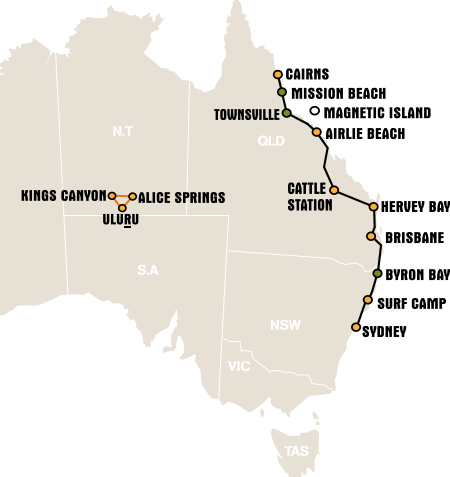 CAIRNS
MISSION BEACH
TOWNSVILLE
MAGNETIC ISLAND
AIRLIE BEACH
N.T
QLD
KINGS CANYON
ALICE SPRINGS
CATTLE
STATION
HERVEY BAY
ULURU
BRISBANE
S.A
BYRON BAY
SURF CAMP
NSW
SYDNEY
VIC
TAS